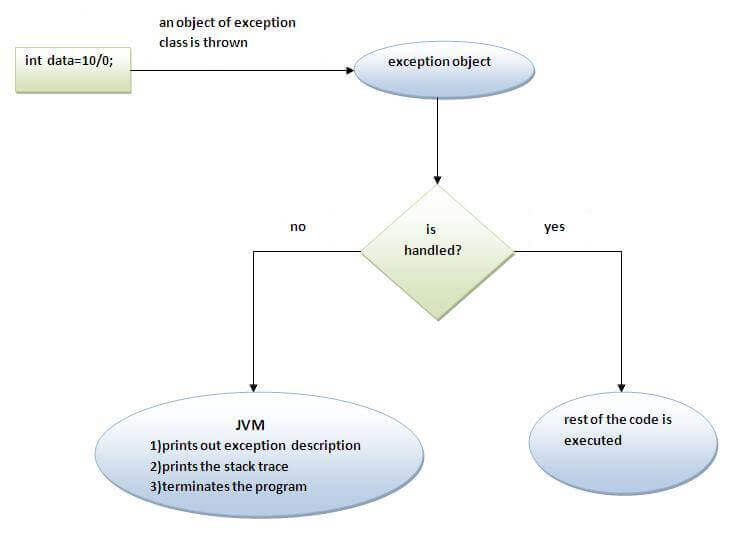 an object of exception
class is thrown
int data=10/0;
exception object
is
handled?
no
yes
JVM
1)prints out exception description
2)prints the stack trace
3)terminates the program
rest of the code is
executed